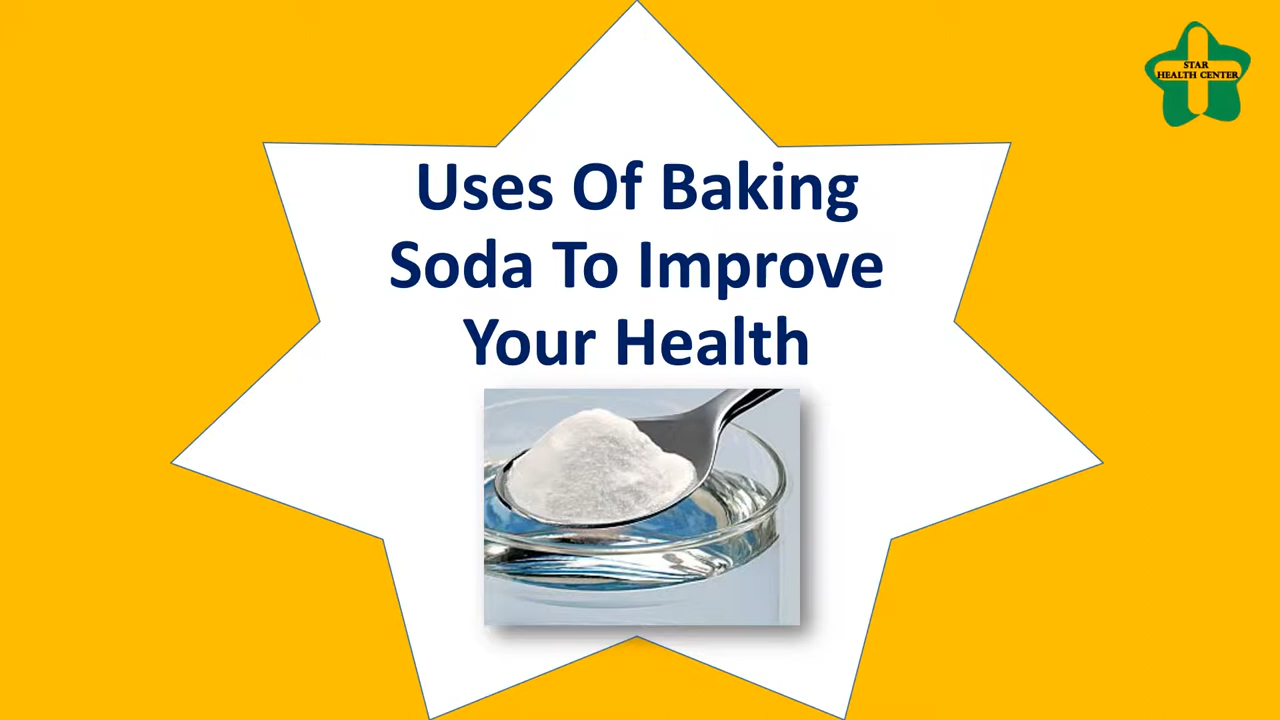 STAR
HEALTH CENTER
Uses Of Baking
Soda To Improve
Your Health